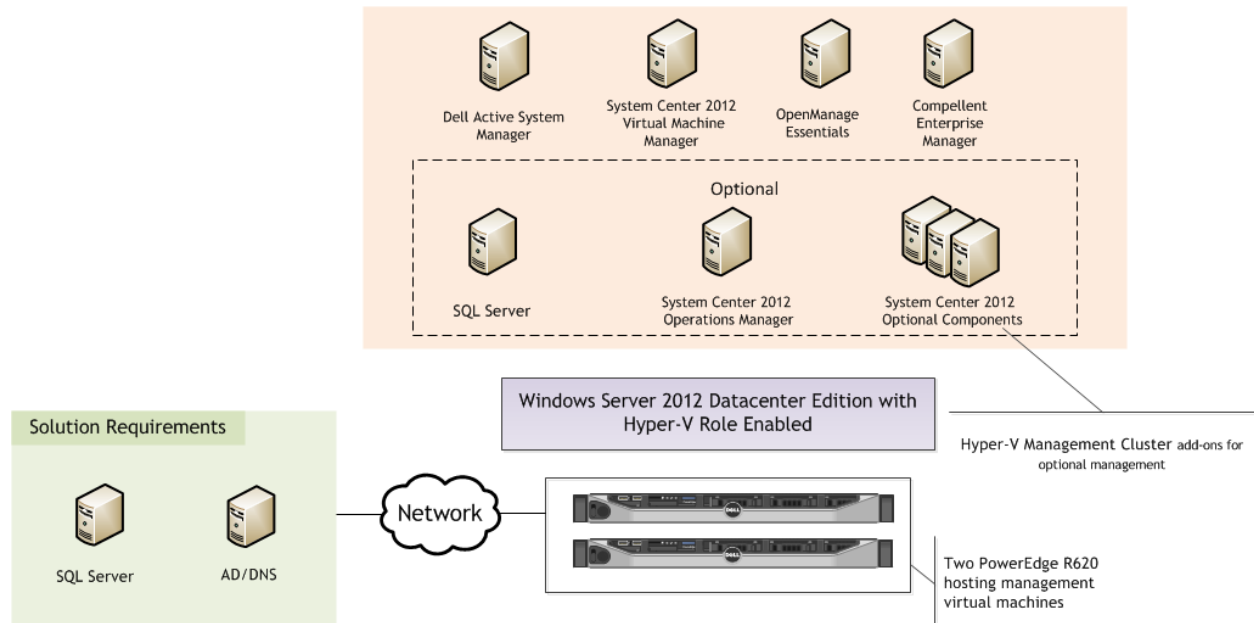 Dell Active System
Manager
System Center 2012
Virtual Machine
Manager
OpenManage
Essentials
Compellent
Enterprise
Manager
Optional
SQL Server
System Center 2012
Operations Manager
System Center 2012
Optional Components
Windows Server 2012 Datacenter Edition with
Hyper-V Role Enabled
Hyper-V Management Cluster add-ons for
optional management
Solution Requirements
SQL Server
AD/DNS
Network
DELL
DELL
Two PowerEdge R620
hosting management
virtual machines